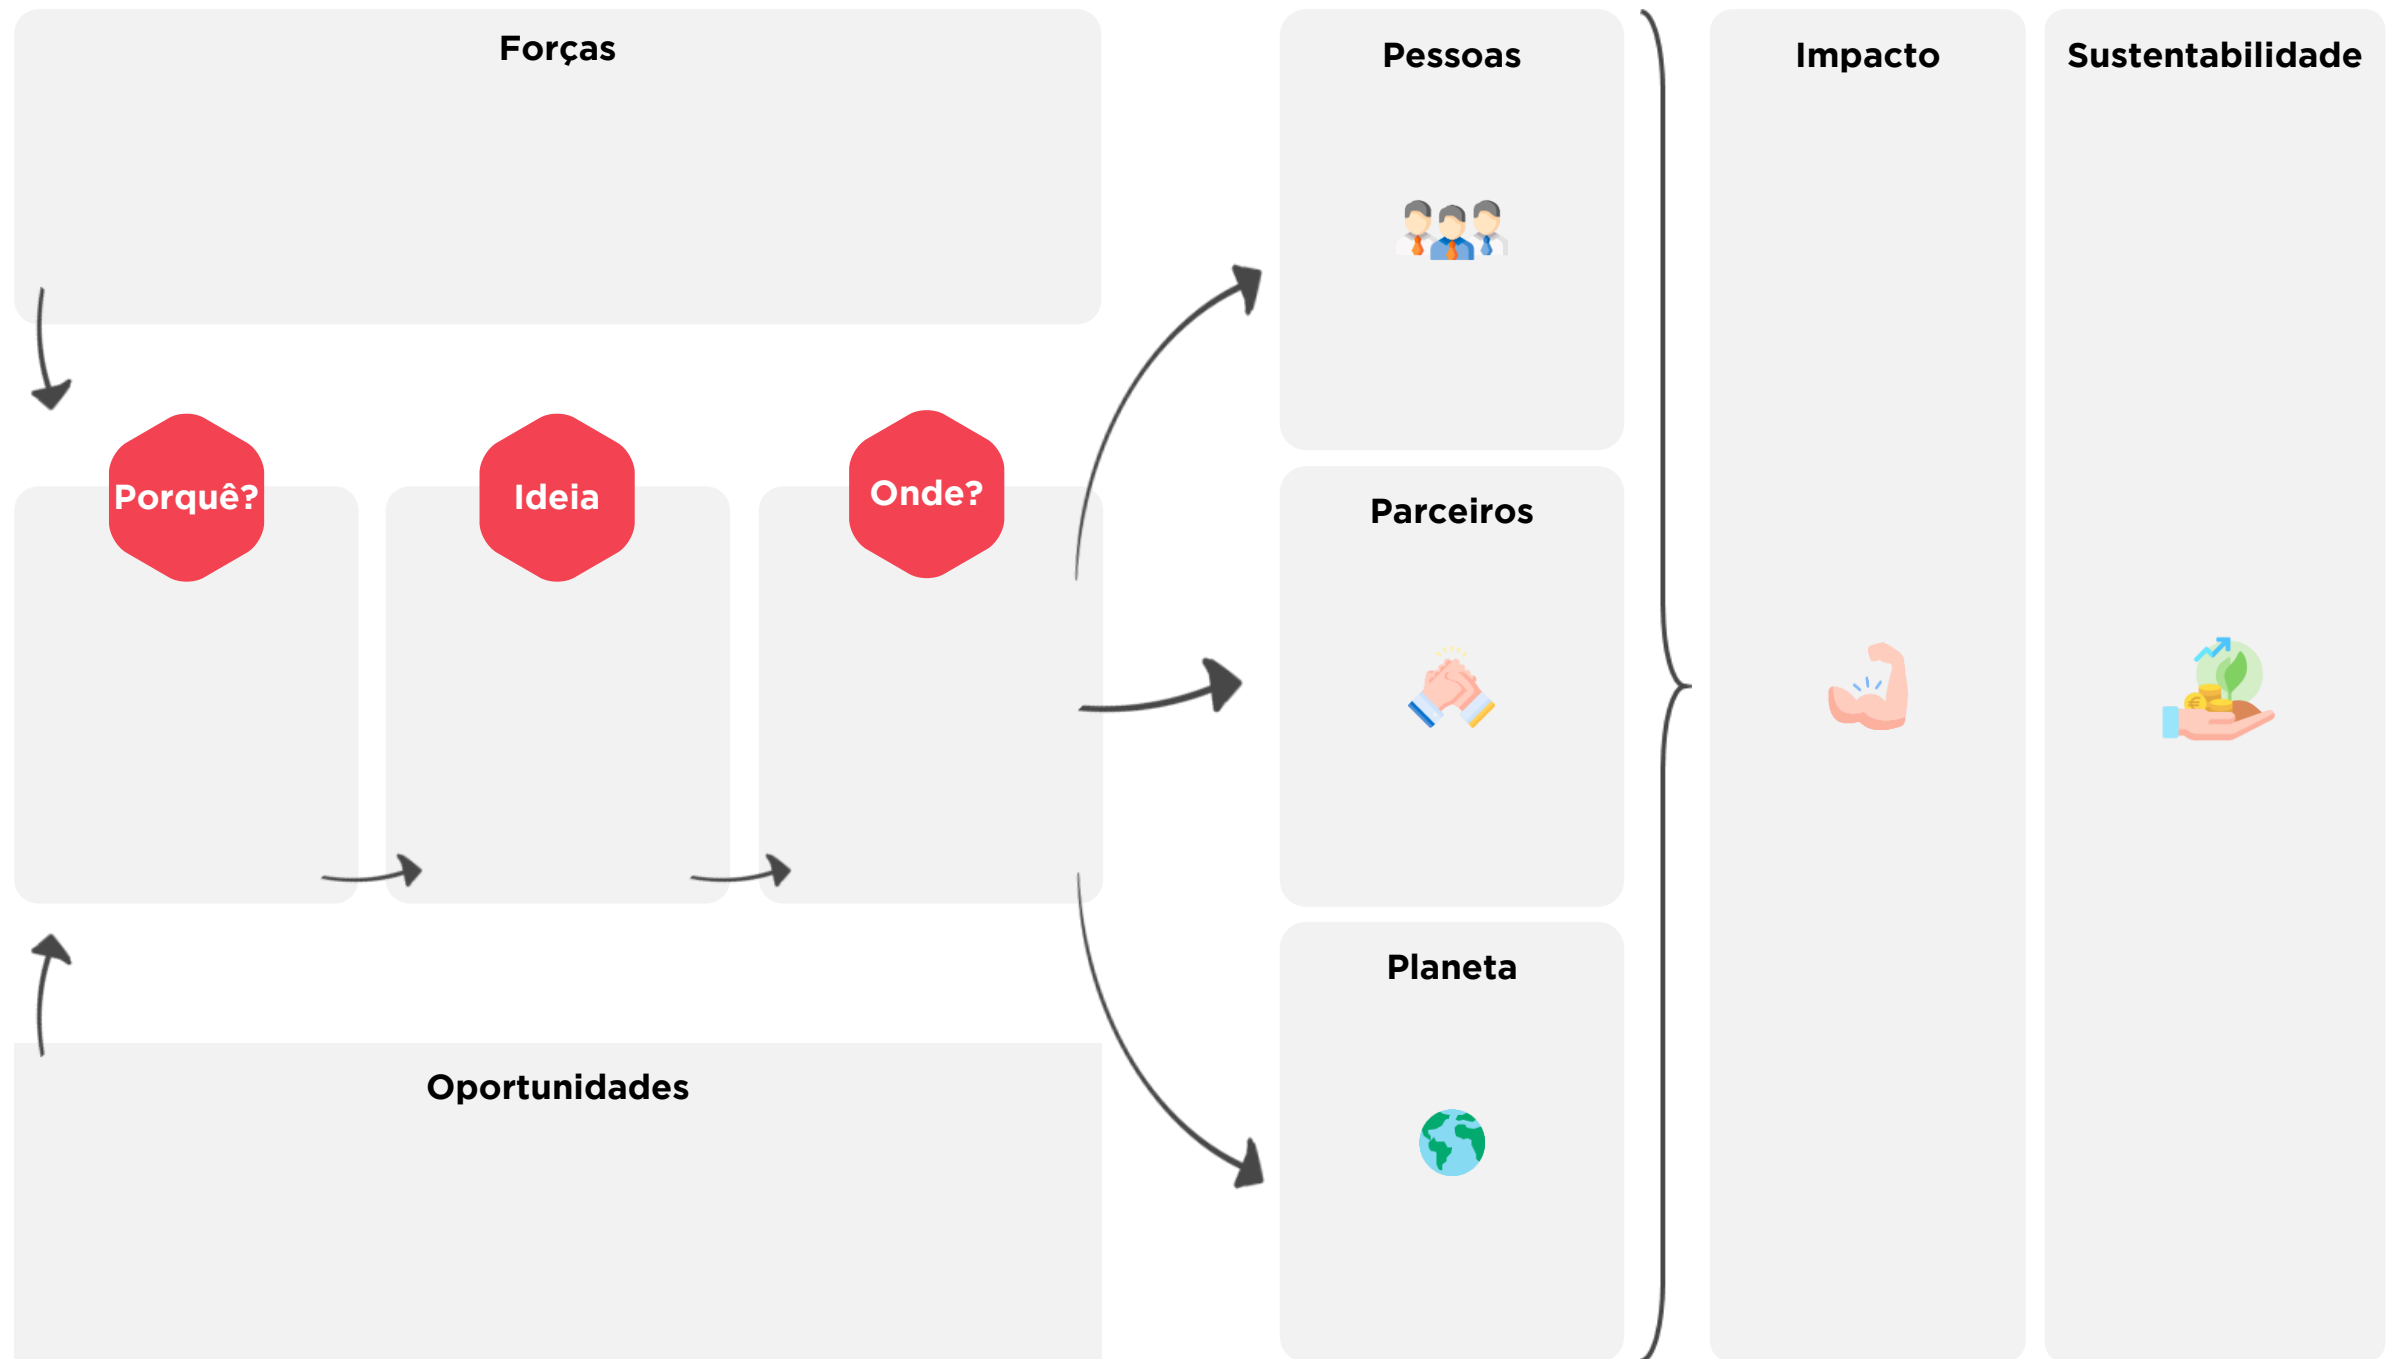 Forças
Porquê?
Ideia
Onde?
Oportunidades
Pessoas
Parceiros
Planeta
Impacto
Sustentabilidade